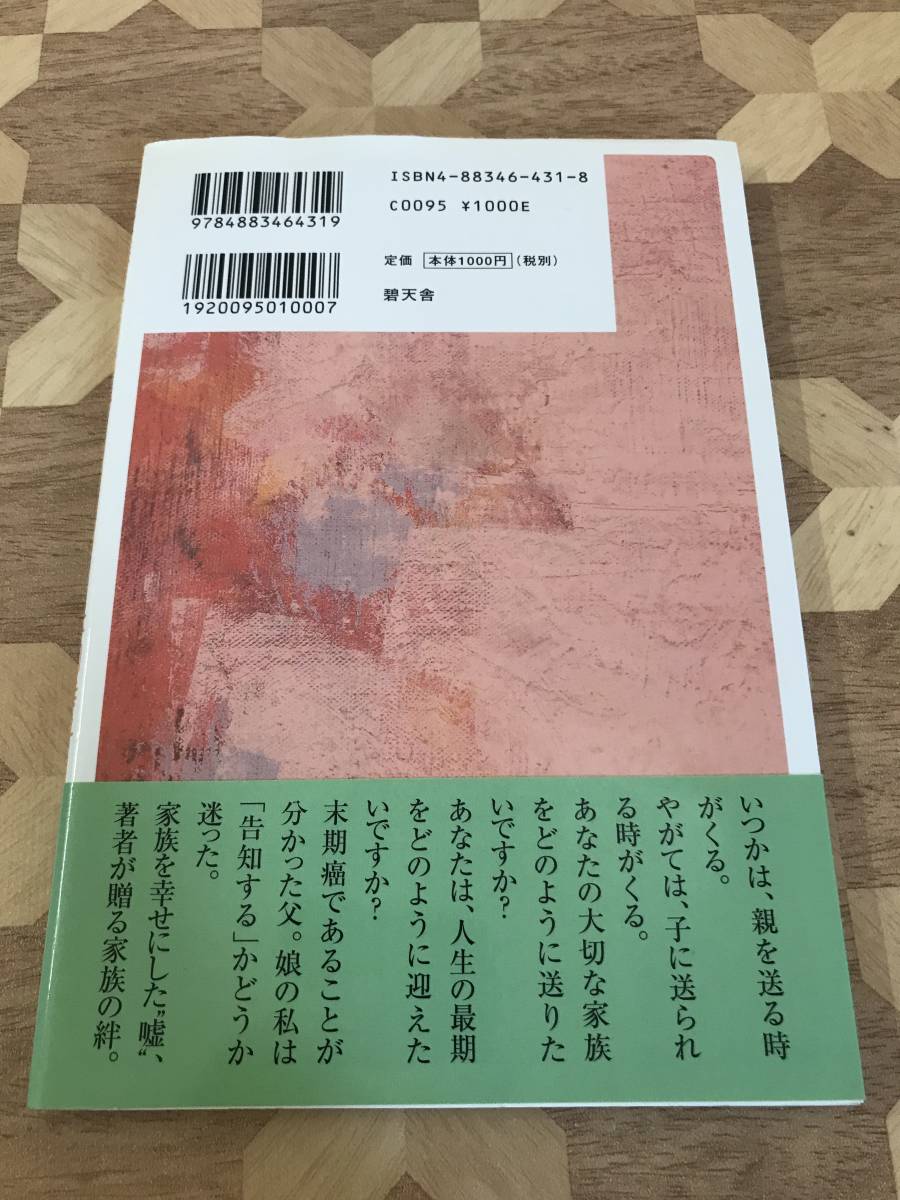 ISBN4-88346-431-8
9784883464319
C0095 ¥1000E
定価 本体1000円（税別）
1920095010007
碧天舎
いつかは、親を送る時
がくる。
やがては、子に送られ
る時がくる。
あなたの大切な家族
をどのように送りた
いですか？
あなたは、人生の最期
をどのように迎えた
いですか？
末期癌であることが
分かった父。娘の私は
「告知する」かどうか
迷った。
家族を幸せにした”嘘“、
著者が贈る家族の絆。